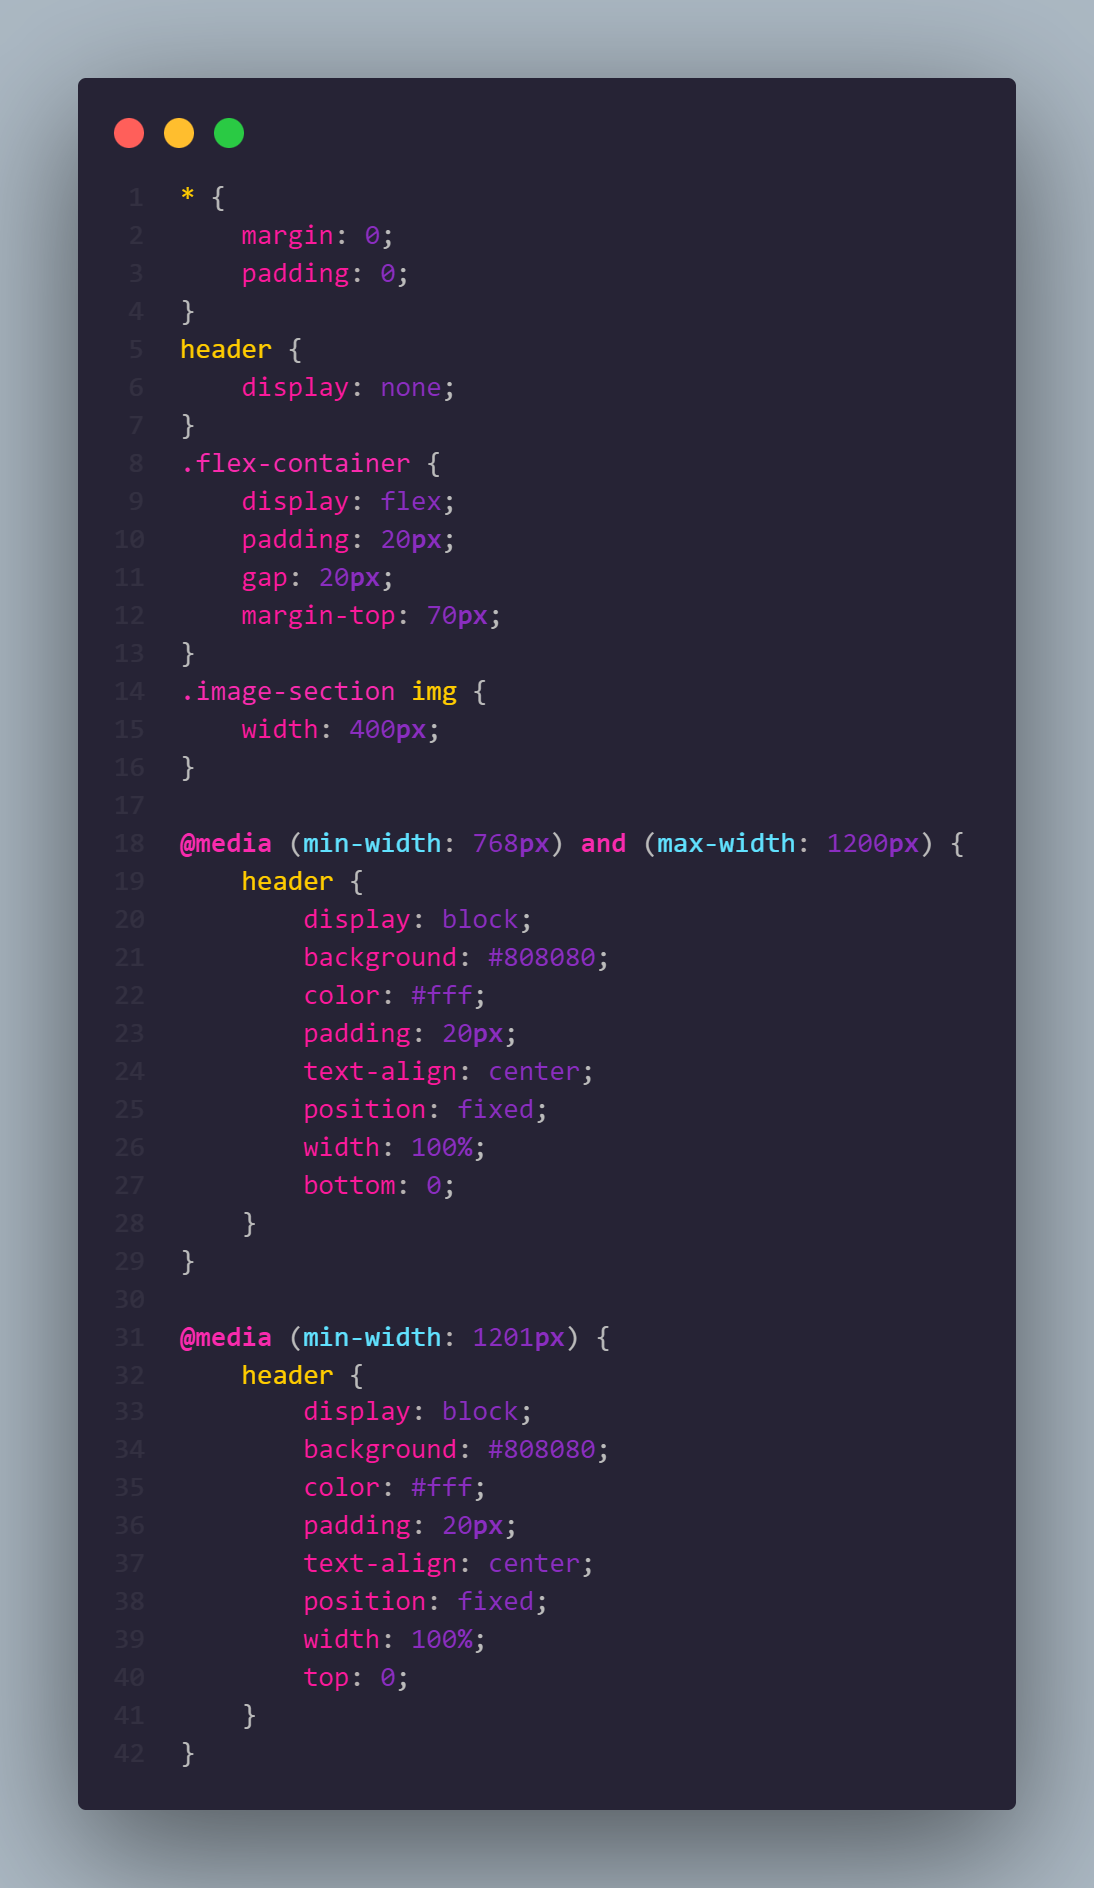 1 * {
2     margin: 0;
3     padding: 0;
4 }
5 header {
6     display: none;
7 }
8 .flex-container {
9     display: flex;
10     padding: 20px;
11     gap: 20px;
12     margin-top: 70px;
13 }
14 .image-section img {
15     width: 400px;
16 }
17
18 @media (min-width: 768px) and (max-width: 1200px) {
19     header {
20         display: block;
21         background: #808080;
22         color: #fff;
23         padding: 20px;
24         text-align: center;
25         position: fixed;
26         width: 100%;
27         bottom: 0;
28     }
29 }
30
31 @media (min-width: 1201px) {
32     header {
33         display: block;
34         background: #808080;
35         color: #fff;
36         padding: 20px;
37         text-align: center;
38         position: fixed;
39         width: 100%;
40         top: 0;
41     }
42 }